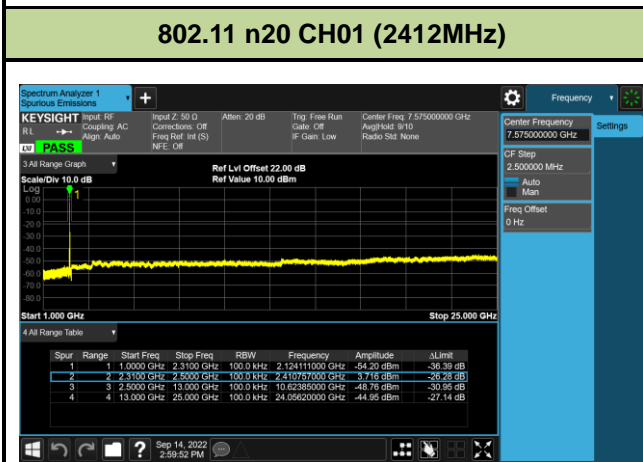 802.11 n20 CH01 (2412MHz)
Spectrum Analyzer 1
Spurious Emissions
+
Frequency
KEYSIGHT
Input: RF
Input Z: 50 Ω
Atten: 20 dB
Trig: Free Run
Center Freq: 7.575000000 GHz
RL
Coupling: AC
Corrections: Off
Gate: Off
Avg|Hold: 9/10
Align: Auto
Freq Ref: Int (S)
IF Gain: Low
Radio Std: None
NFE: Off
LXI
PASS
Center Frequency
7.575000000 GHz
Settings
CF Step
2.500000 MHz
Auto
Man
Freq Offset
0 Hz
3 All Range Graph
Ref Lvl Offset 22.00 dB
Scale/Div 10.0 dB
Ref Value 10.00 dBm
Log
1
0.00
-10.0
-20.0
-30.0
-40.0
-50.0
-60.0
-70.0
-80.0
Start 1.000 GHz
Stop 25.000 GHz
4 All Range Table
Spur Range Start Freq Stop Freq RBW Frequency Amplitude ΔLimit
1 1 1.0000 GHz 2.3100 GHz 100.0 kHz 2.124111000 GHz -54.20 dBm -36.39 dB
2 2 2.3100 GHz 2.5000 GHz 100.0 kHz 2.410757000 GHz 3.716 dBm -26.28 dB
3 3 2.5000 GHz 13.000 GHz 100.0 kHz 10.62385000 GHz -48.76 dBm -30.95 dB
4 4 13.000 GHz 25.000 GHz 100.0 kHz 24.05620000 GHz -44.95 dBm -27.14 dB
?
Sep 14, 2022
2:59:52 PM